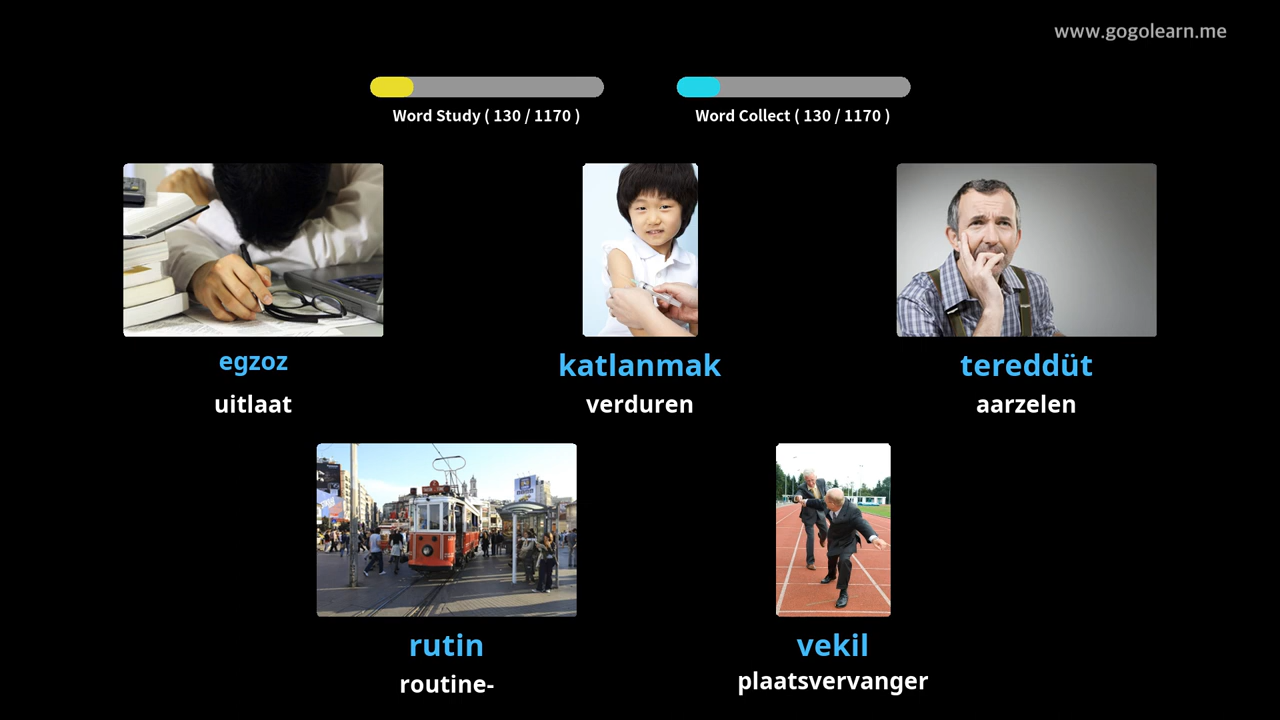 www.gogolearn.me
Word Study ( 130 / 1170 )
Word Collect ( 130 / 1170 )
egzoz
uitlaat
katlanmak
verduren
tereddüt
aarzelen
rutin
routine-
vekil
plaatsvervanger